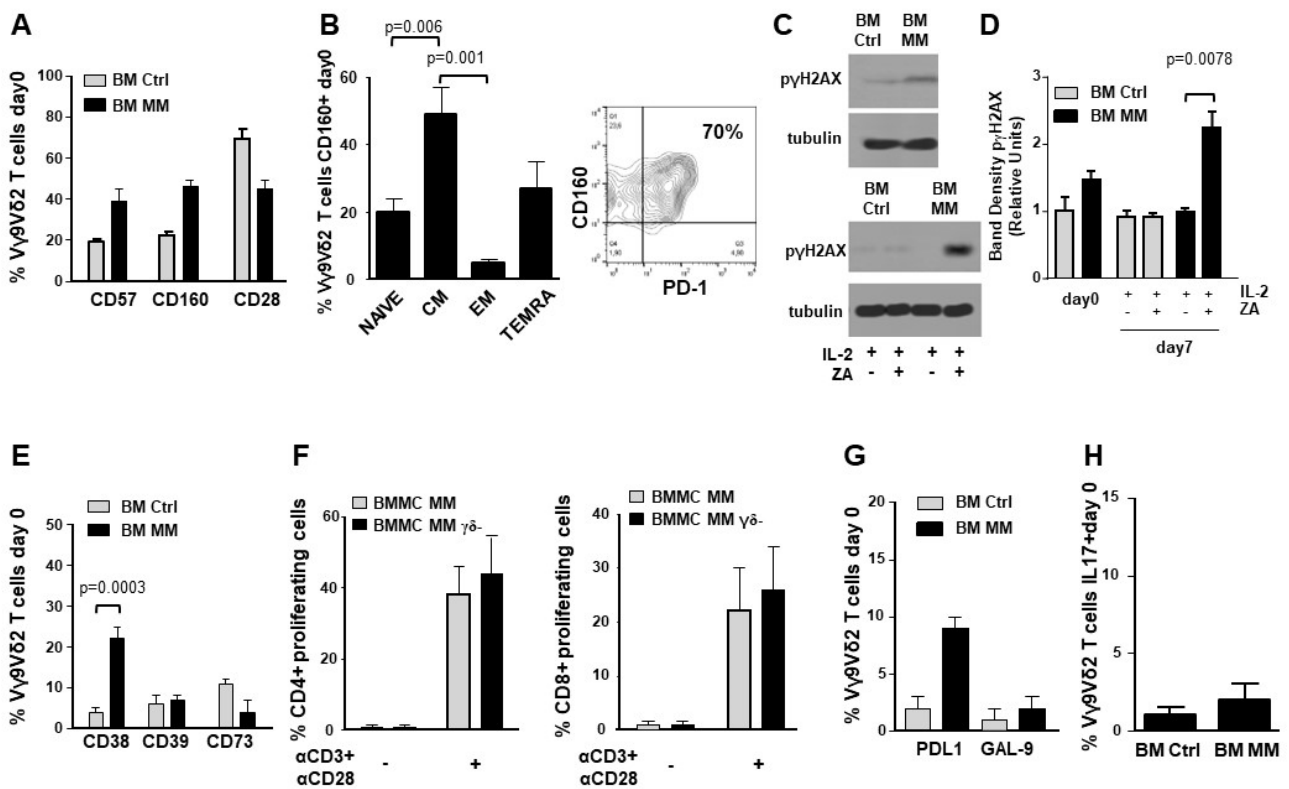 A
% Vγ9Vδ2 T cells day0
100
80
60
40
20
0
BM Ctrl
BM MM
CD57 CD160 CD28
B
p=0.006
p=0.001
% Vγ9Vδ2 T cells CD160+ day0
60
40
20
0
NAIVE CM EM TEMRA
CD160
70%
PD-1
C
BM Ctrl BM MM
pγH2AX
tubulin
BM Ctrl BM MM
pγH2AX
tubulin
IL-2 + + + +
ZA - + - +
D
p=0.0078
Band Density pγH2AX
(Relative Units)
3
2
1
0
BM Ctrl
BM MM
day0
+ + + + IL-2
- + - + ZA
day7
E
% Vγ9Vδ2 T cells day 0
BM Ctrl
BM MM
50
40
30
20
10
0
p=0.0003
CD38 CD39 CD73
F
% CD4+ proliferating cells
BMMC MM
BMMC MM γδ-
60
40
20
0
αCD3+
αCD28
- +
% CD8+ proliferating cells
BMMC MM
BMMC MM γδ-
40
30
20
10
0
αCD3+
αCD28
- +
G
% Vγ9Vδ2 T cells day 0
20
15
10
5
0
BM Ctrl
BM MM
PDL1 GAL-9
H
% Vγ9Vδ2 T cells IL17+day 0
15
10
5
0
BM Ctrl BM MM